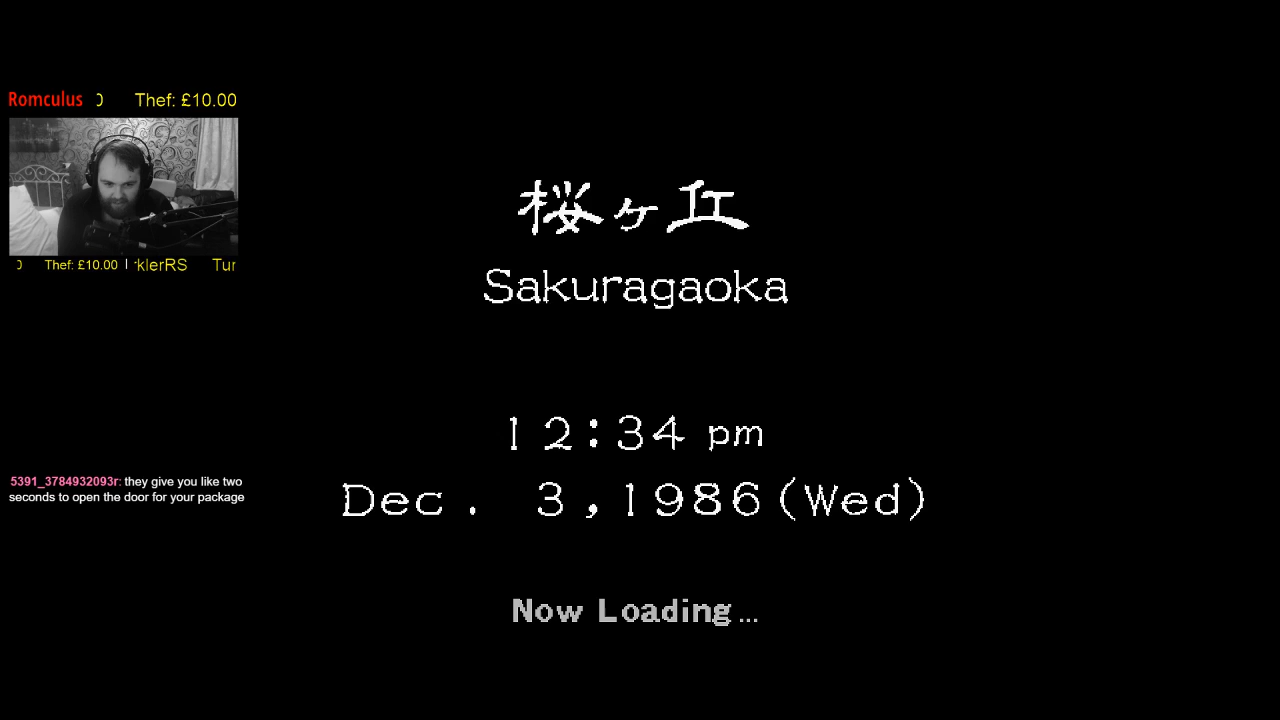 Romculus
Thef: £10.00
Thef: £10.00
klerRS
桜ヶ丘
Sakuragaoka
12:34 pm
5391_3784932093r: they give you like two
seconds to open the door for your package
Dec. 3,1986(Wed)
Now Loading...